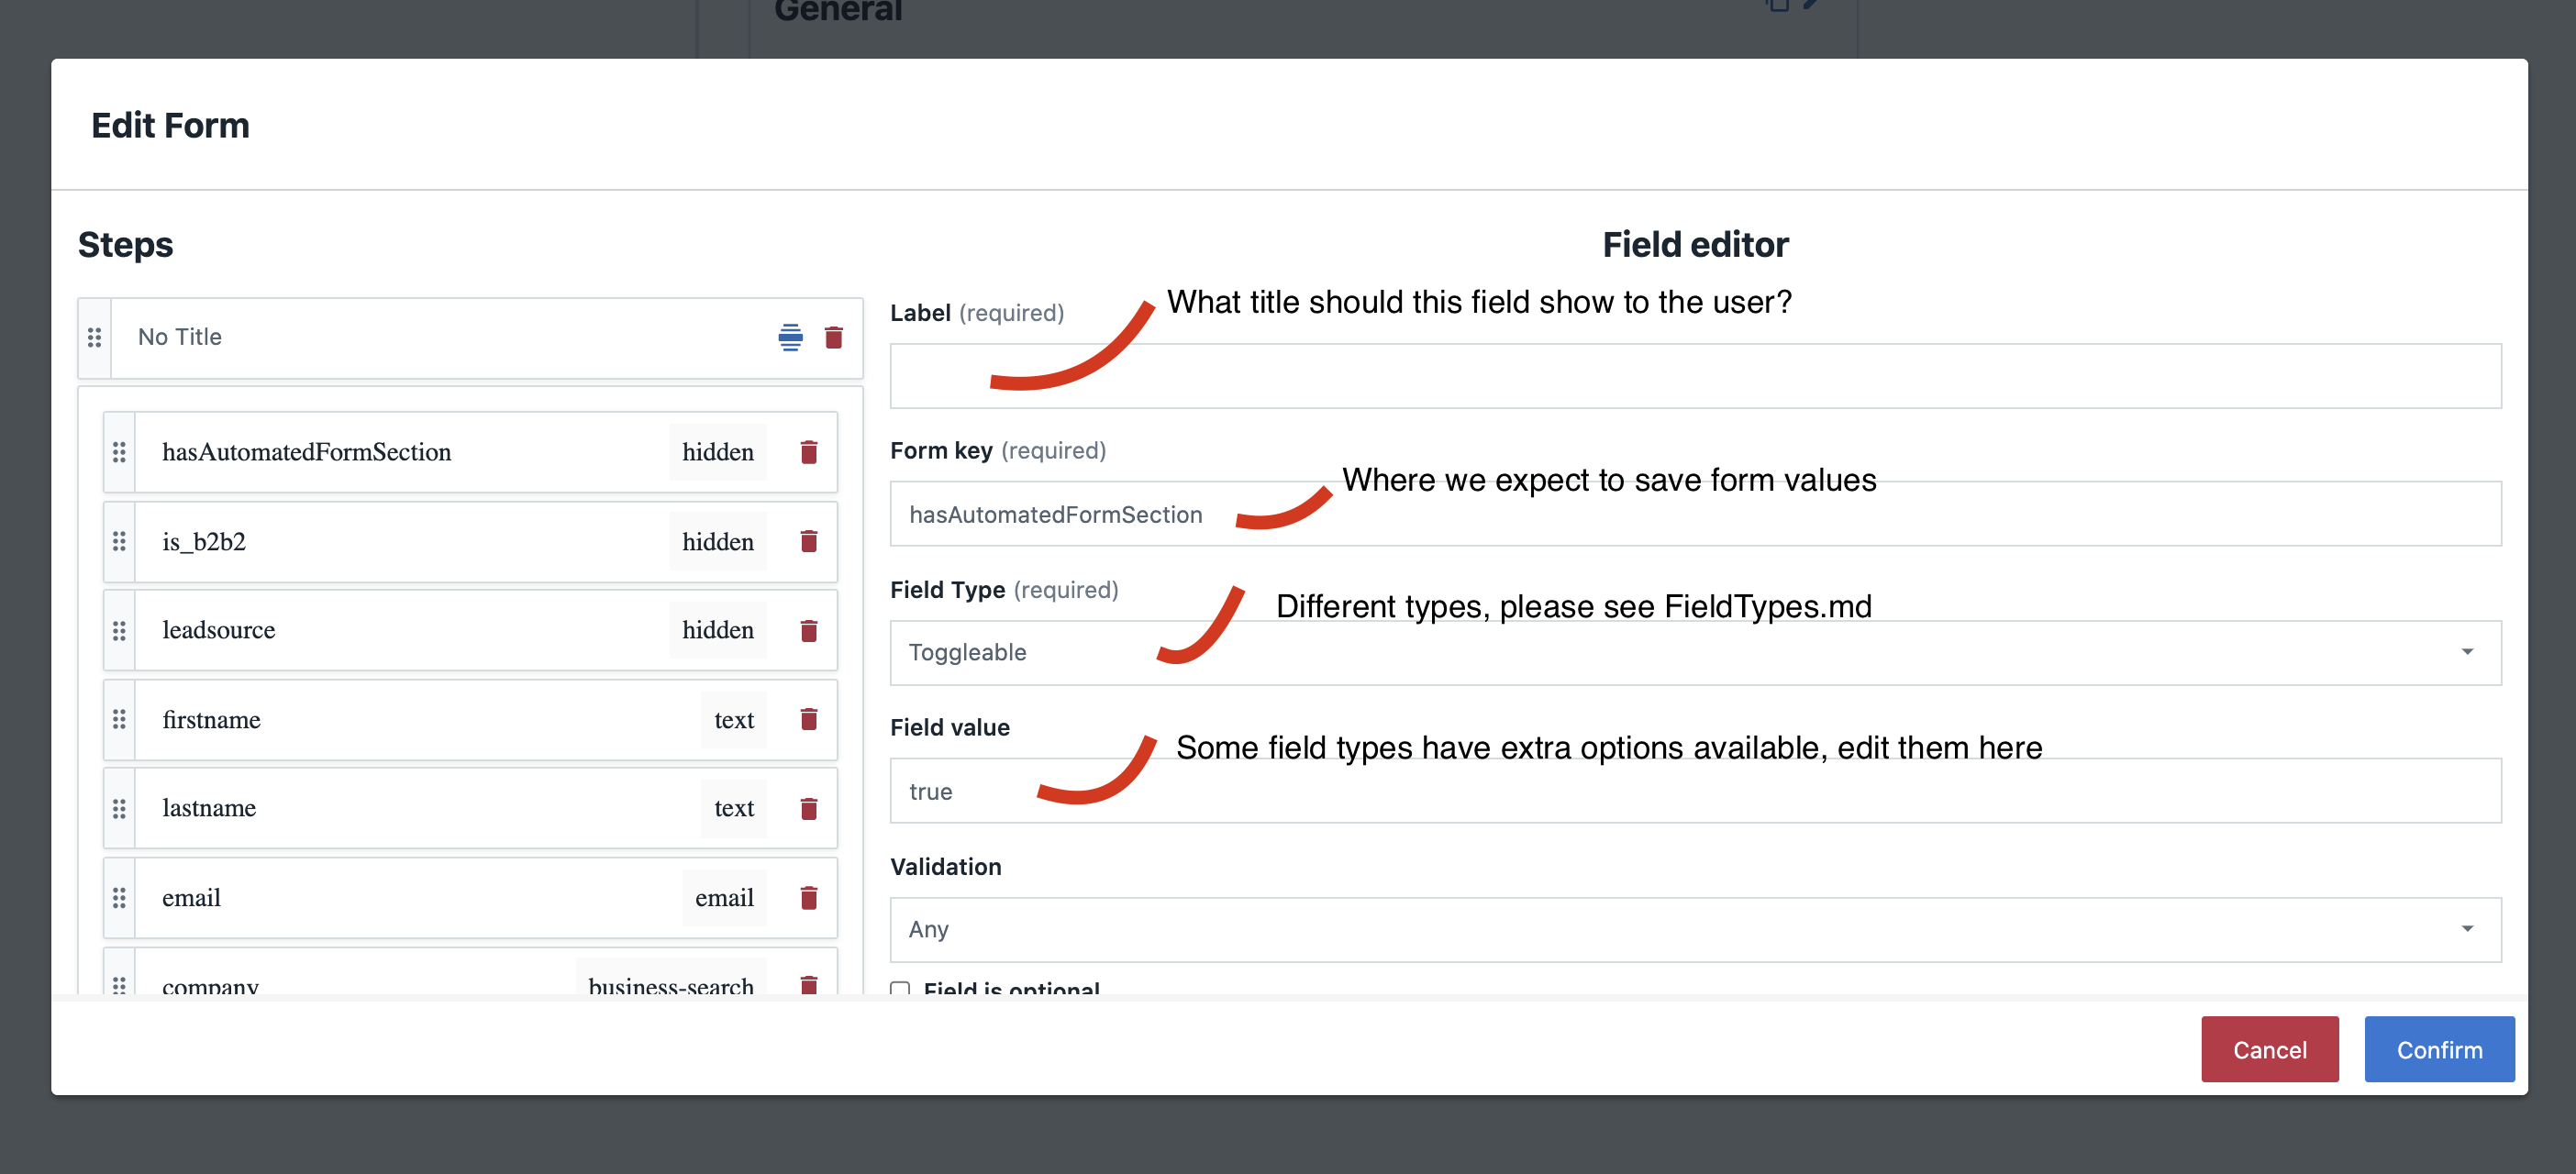 General
Edit Form
Steps
Field editor
No Title
hasAutomatedFormSection hidden
is_b2b2 hidden
leadsource hidden
firstname text
lastname text
email email
company business-search
Label (required)
What title should this field show to the user?
Form key (required)
Where we expect to save form values
hasAutomatedFormSection
Field Type (required)
Different types, please see FieldTypes.md
Toggleable
Field value
Some field types have extra options available, edit them here
true
Validation
Any
Field is optional
Cancel
Confirm